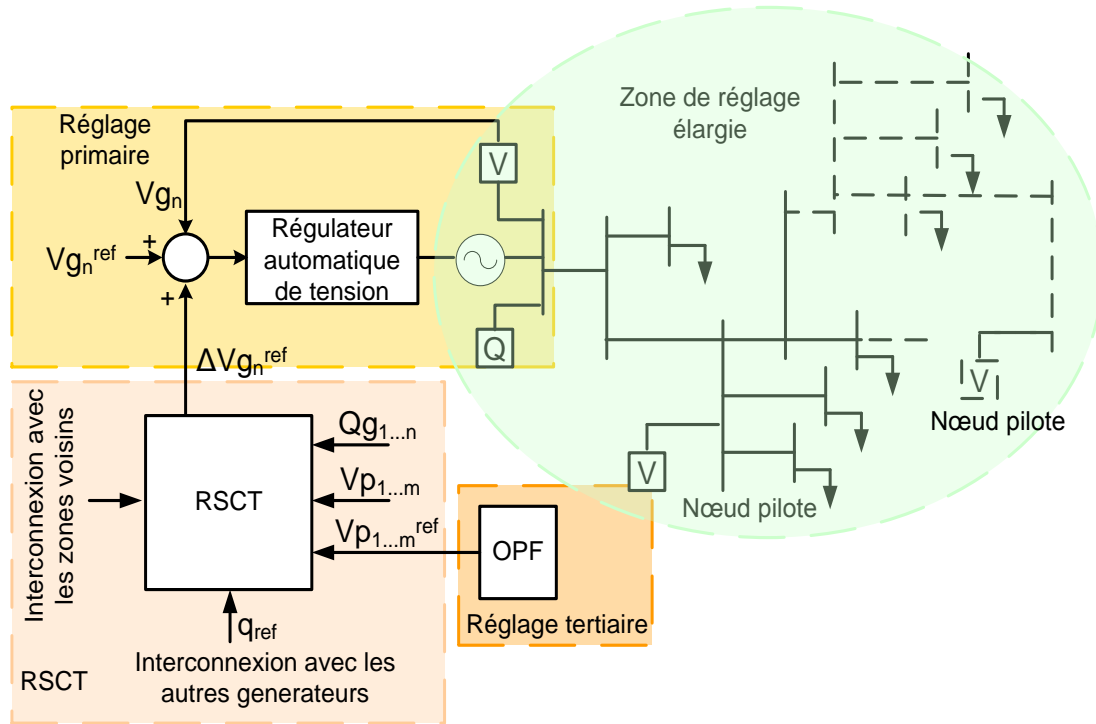 Réglage
primaire
Vgₙ
V
Vgₙʳᵉᶠ
+
+
Régulateur
automatique
de tension
Q
ΔVgₙʳᵉᶠ
Zone de réglage
élargie
V
Nœud pilote
V
Nœud pilote
Interconnexion avec
les zones voisins
RSCT
Qg₁...ₙ
Vp₁...ₘ
Vp₁...ₘʳᵉᶠ
OPF
Réglage tertiaire
qᵣₑf
Interconnexion avec les
autres generateurs
RSCT